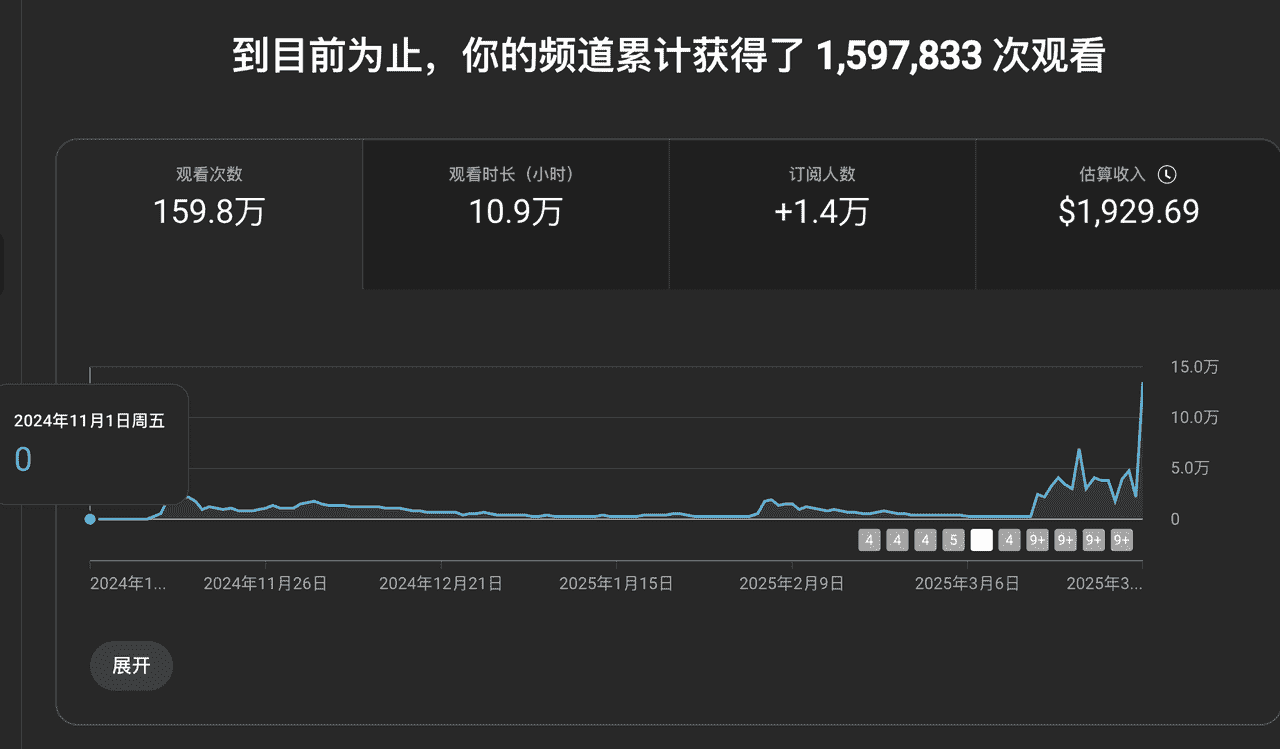 到目前为止，你的频道累计获得了 1,597,833 次观看
观看次数
159.8万
观看时长（小时）
10.9万
订阅人数
+1.4万
估算收入
$1,929.69
15.0万
10.0万
5.0万
0
2024年11月1日周五
0
4 4 4 5 4 9+ 9+ 9+ 9+
2024年1... 2024年11月26日 2024年12月21日 2025年1月15日 2025年2月9日 2025年3月6日 2025年3...
展开